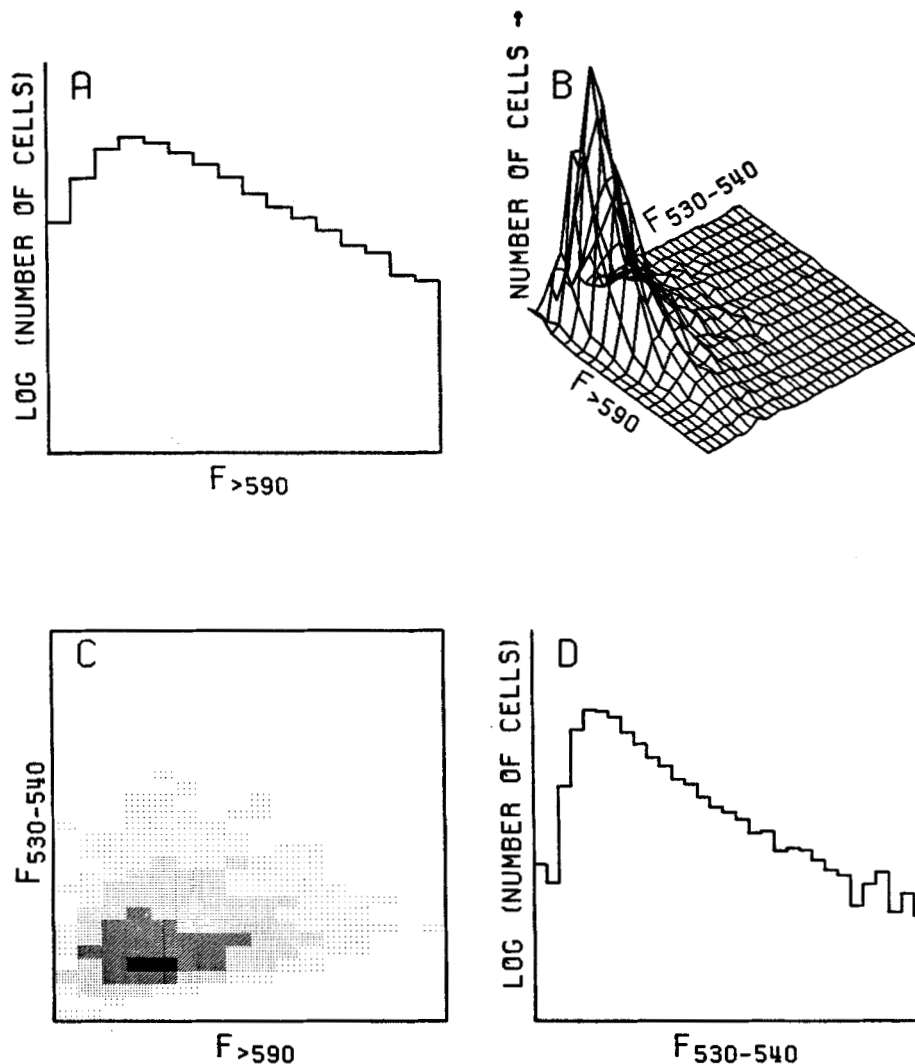 A
LOG (NUMBER OF CELLS)
F>590
B
NUMBER OF CELLS →
F530-540
F>590
C
F530-540
F>590
D
LOG (NUMBER OF CELLS)
F530-540